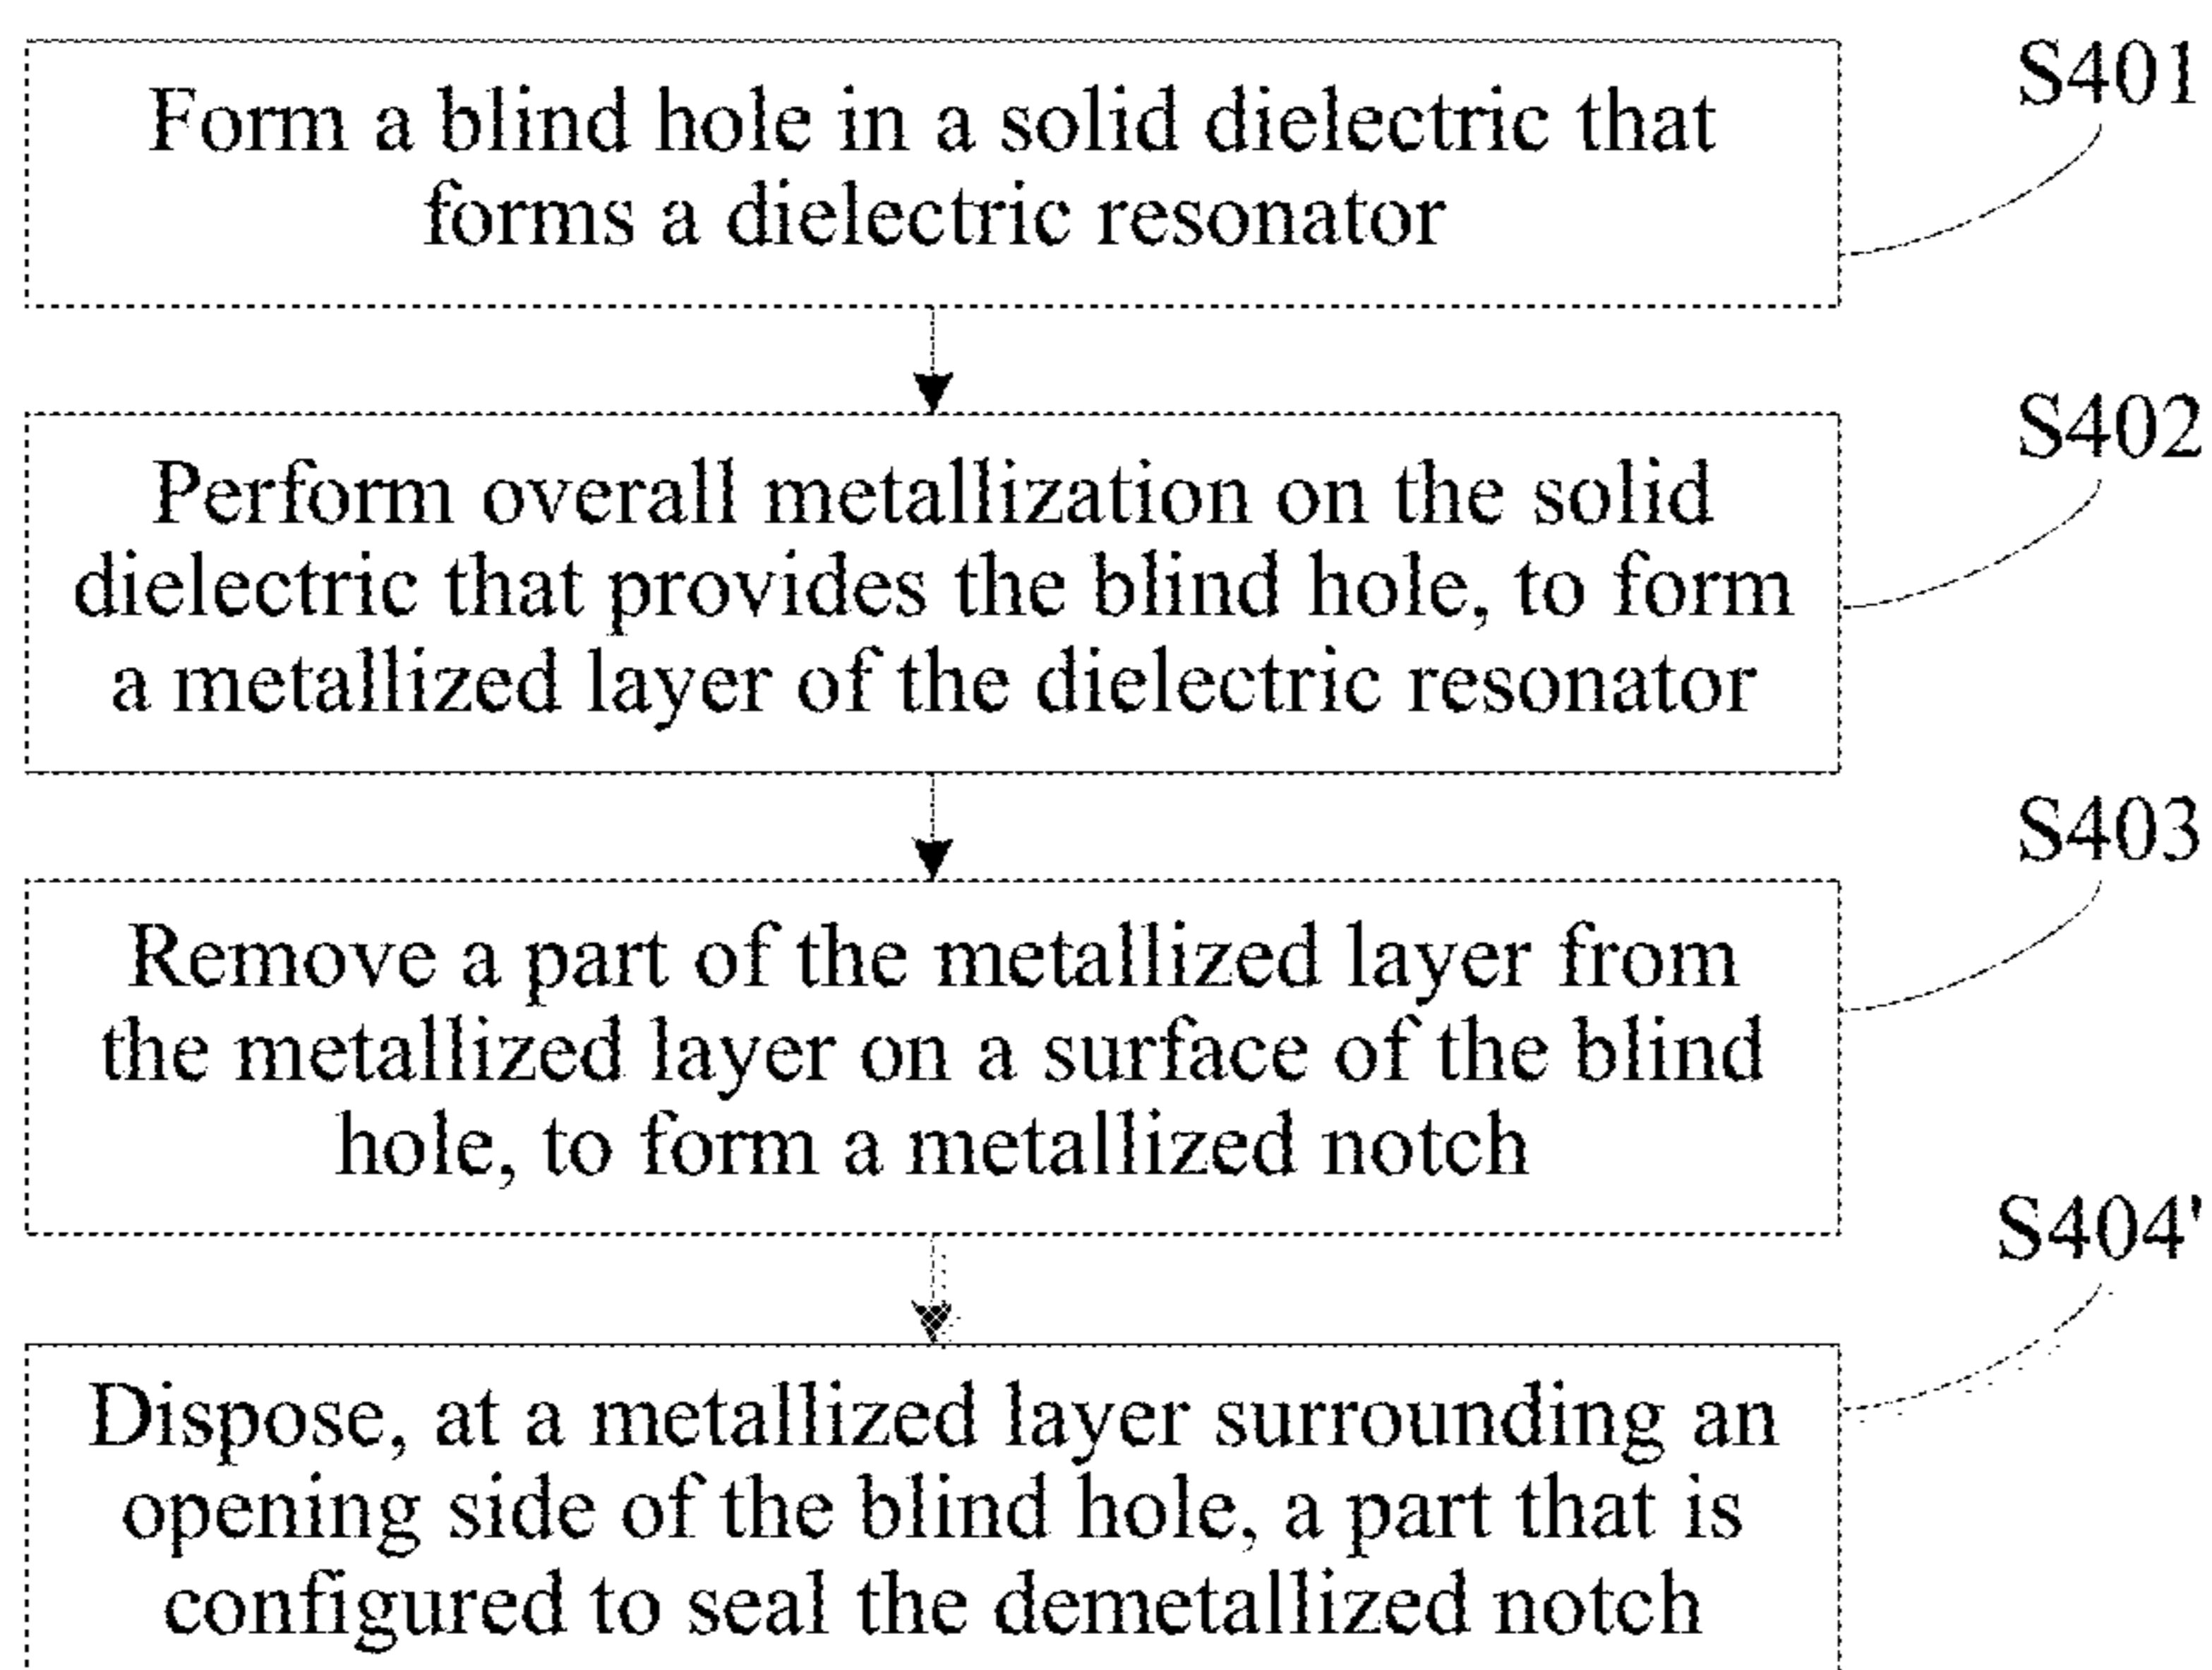 Form a blind hole in a solid dielectric that
forms a dielectric resonator
S401
Perform overall metallization on the solid
dielectric that provides the blind hole, to form
a metallized layer of the dielectric resonator
S402
Remove a part of the metallized layer from
the metallized layer on a surface of the blind
hole, to form a metallized notch
S403
Dispose, at a metallized layer surrounding an
opening side of the blind hole, a part that is
configured to seal the demetallized notch
S404'